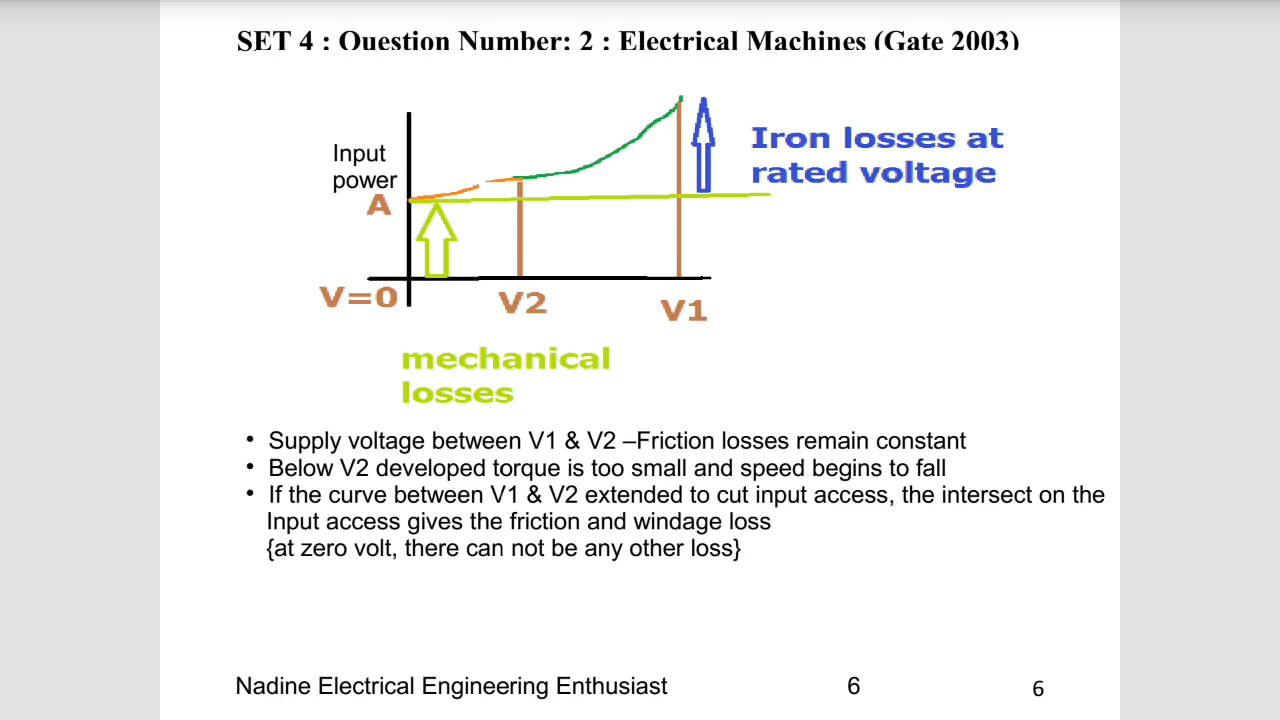 SET 4 : Question Number: 2 : Electrical Machines (Gate 2003)
Input
power
A
Iron losses at
rated voltage
V=0
V2
V1
mechanical
losses
• Supply voltage between V1 & V2 –Friction losses remain constant
• Below V2 developed torque is too small and speed begins to fall
• If the curve between V1 & V2 extended to cut input access, the intersect on the
Input access gives the friction and windage loss
{at zero volt, there can not be any other loss}
Nadine Electrical Engineering Enthusiast 6 6